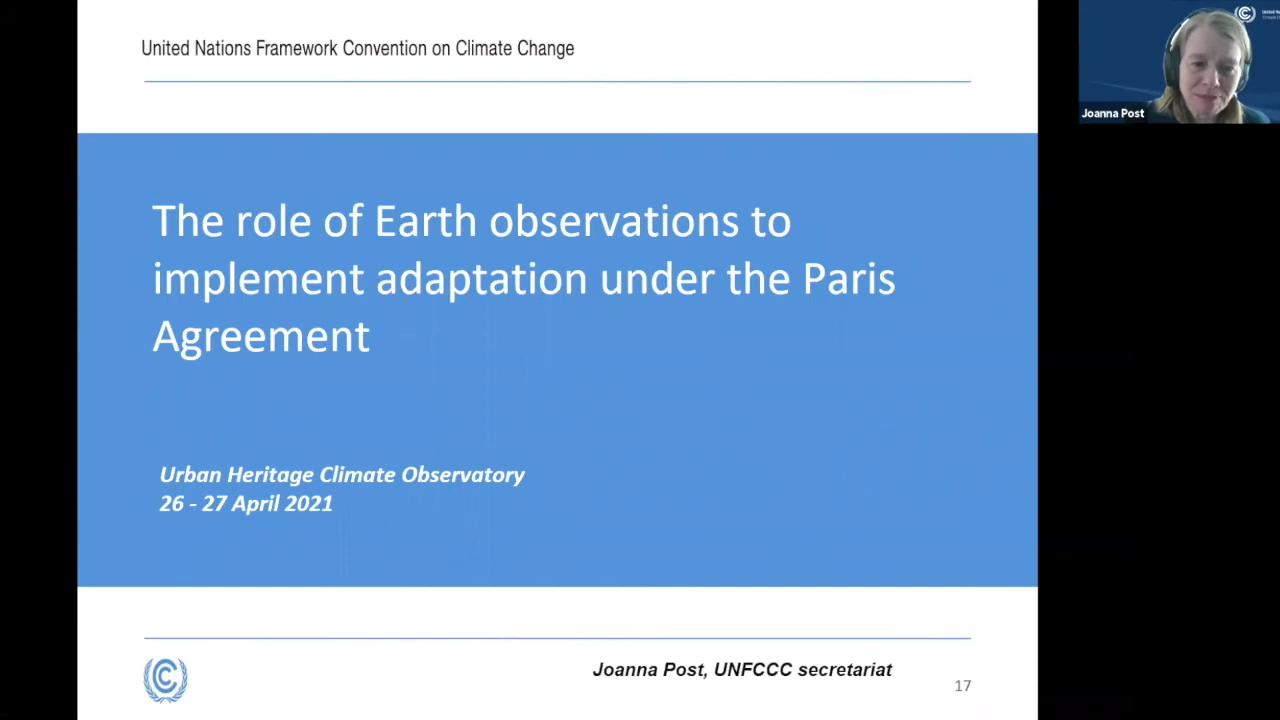 United Nations Framework Convention on Climate Change
The role of Earth observations to
implement adaptation under the Paris
Agreement
Urban Heritage Climate Observatory
26 - 27 April 2021
Joanna Post, UNFCCC secretariat
17
Joanna Post